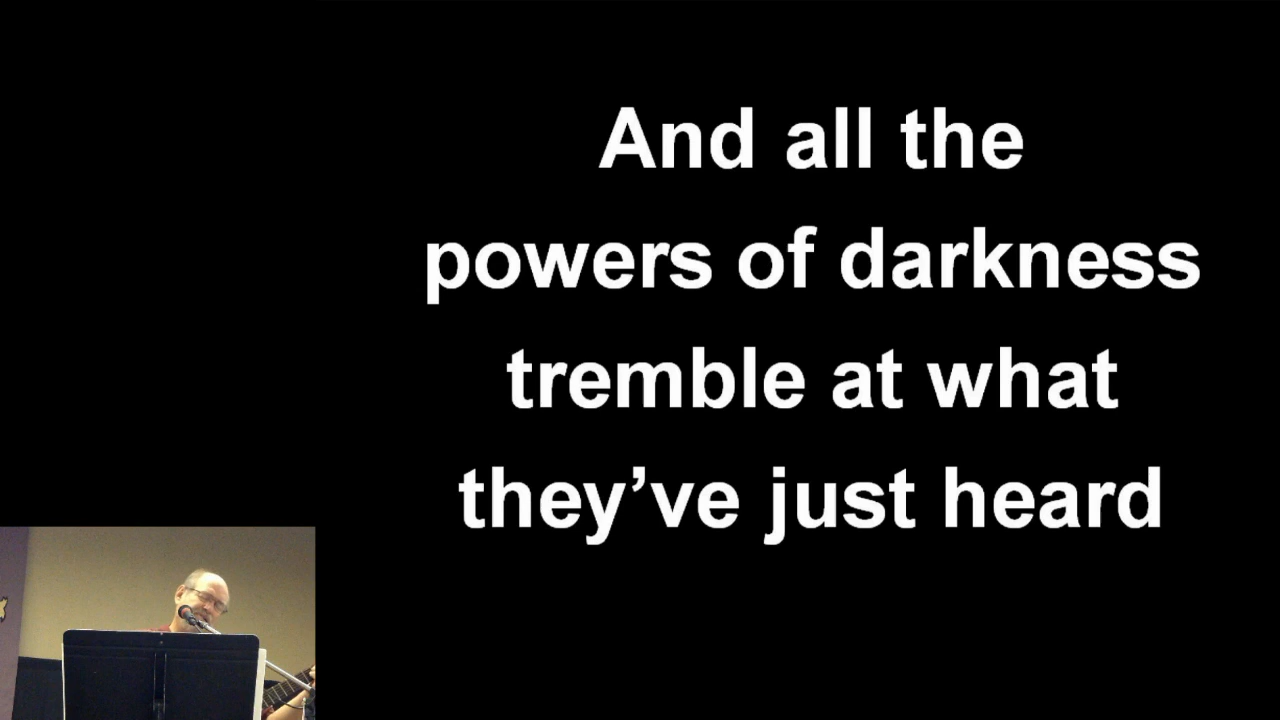 And all the
powers of darkness
tremble at what
they’ve just heard